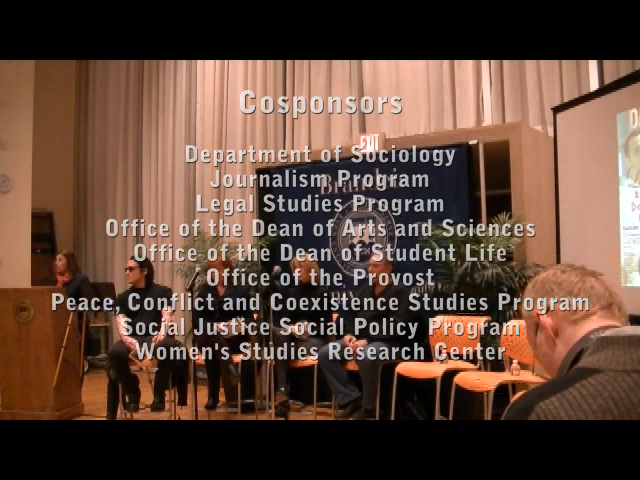 Cosponsors
EXIT
Department of Sociology
Journalism Program
Legal Studies Program
Office of the Dean of Arts and Sciences
Office of the Dean of Student Life
Office of the Provost
Peace, Conflict and Coexistence Studies Program
Social Justice Social Policy Program
Women's Studies Research Center